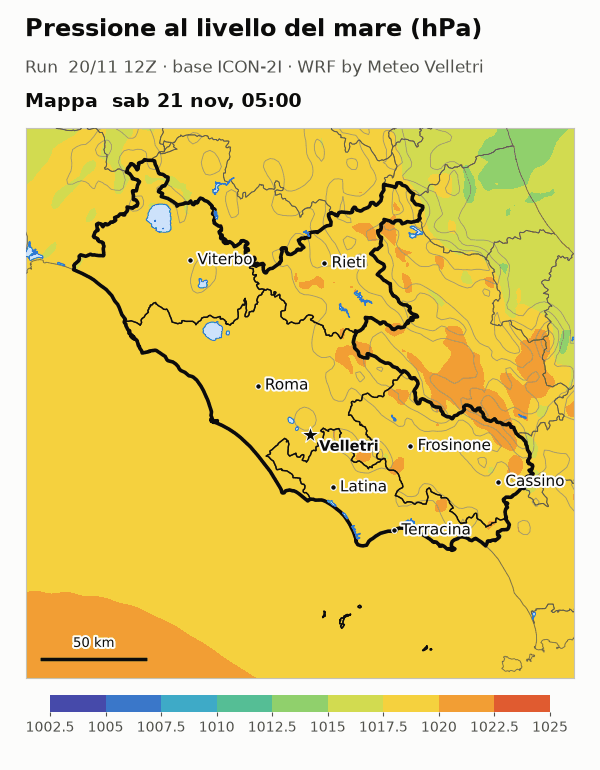 Pressione al livello del mare (hPa)
Run  20/11 12Z · base ICON-2I · WRF by Meteo Velletri
Mappa  sab 21 nov, 05:00
Viterbo
Rieti
Roma
Velletri
Frosinone
Cassino
Latina
Terracina
50 km
1002.5 1005 1007.5 1010 1012.5 1015 1017.5 1020 1022.5 1025